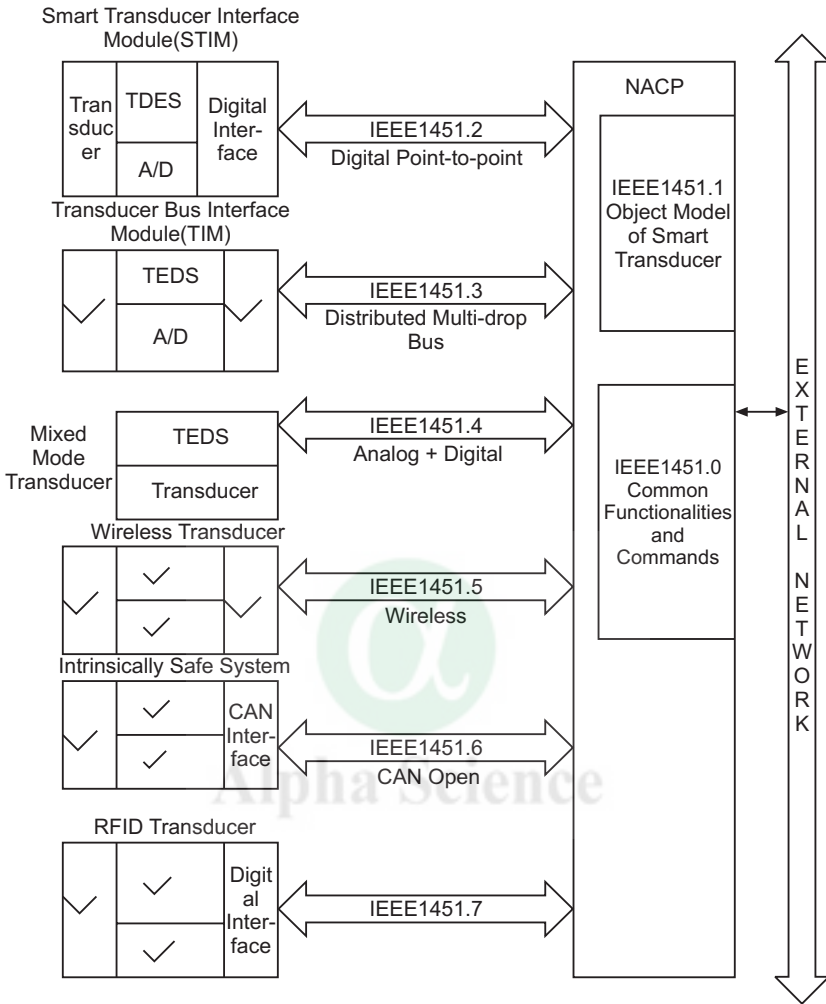 Smart Transducer Interface
Module(STIM)
Tran
sduc
er
TDES
A/D
Digital
Inter-
face
IEEE1451.2
Digital Point-to-point
Transducer Bus Interface
Module(TIM)
TEDS
A/D
IEEE1451.3
Distributed Multi-drop
Bus
Mixed
Mode
Transducer
TEDS
Transducer
IEEE1451.4
Analog + Digital
Wireless Transducer
IEEE1451.5
Wireless
Intrinsically Safe System
CAN
Inter-
face
IEEE1451.6
CAN Open
RFID Transducer
Digit
al
Inter-
face
IEEE1451.7
NACP
IEEE1451.1
Object Model
of Smart
Transducer
IEEE1451.0
Common
Functionalities
and
Commands
EXTERNAL NETWORK
α
Alpha Science